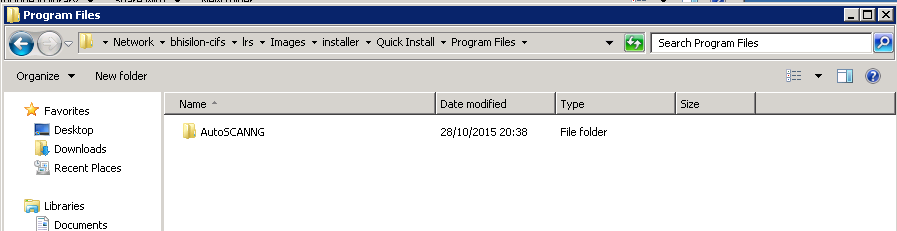 Program Files
Network bhisilon-cifs lrs Images installer Quick Install Program Files Search Program Files
Organize New folder
Favorites
Desktop
Downloads
Recent Places
Libraries
Documents
Name Date modified Type Size
AutoSCANNG 28/10/2015 20:38 File folder